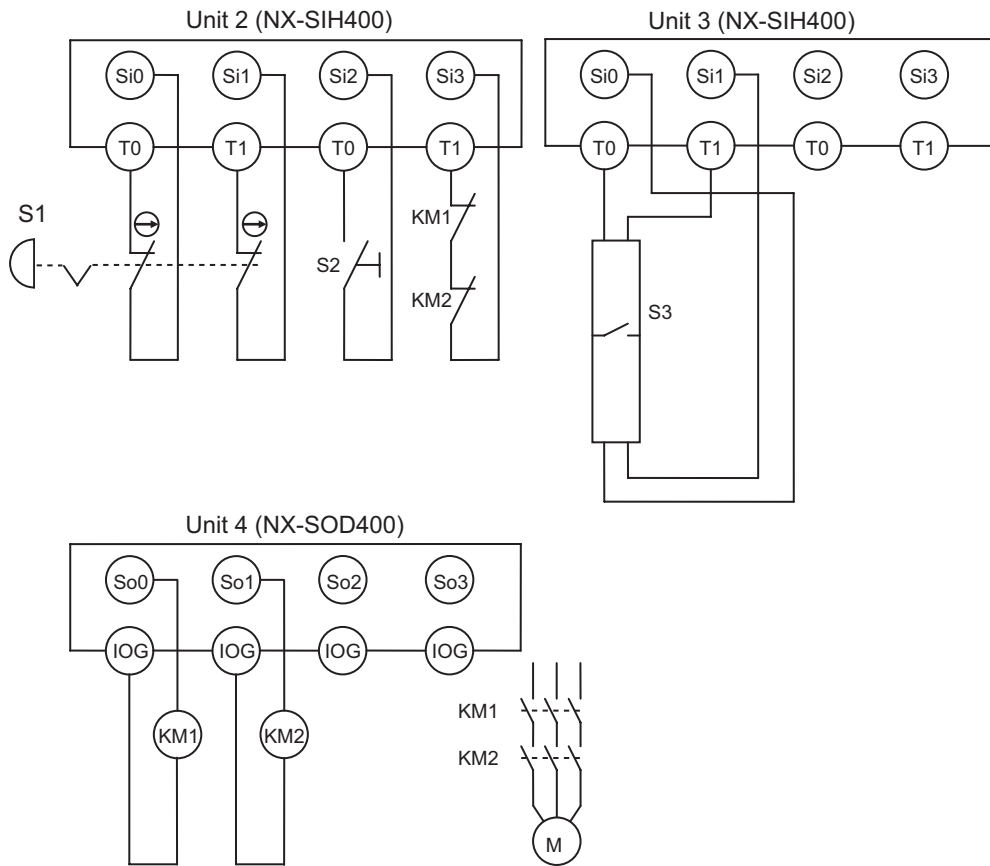 Unit 2 (NX-SIH400)
Si0 Si1 Si2 Si3
T0 T1 T0 T1
S1
S2
KM1
KM2
Unit 3 (NX-SIH400)
Si0 Si1 Si2 Si3
T0 T1 T0 T1
S3
Unit 4 (NX-SOD400)
So0 So1 So2 So3
IOG IOG IOG IOG
KM1 KM2
KM1
KM2
M